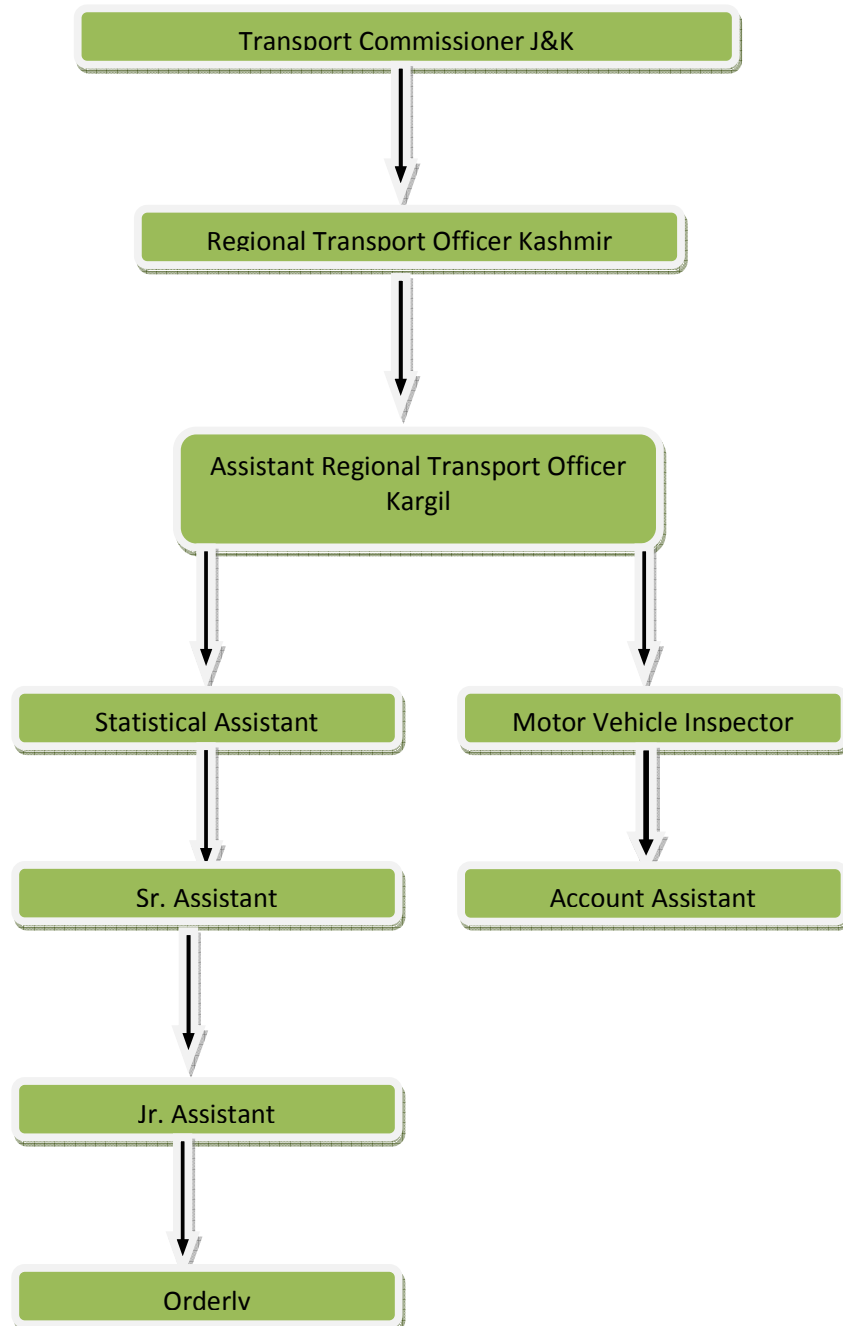 Transport Commissioner J&K
Regional Transport Officer Kashmir
Assistant Regional Transport Officer
Kargil
Statistical Assistant
Motor Vehicle Inspector
Sr. Assistant
Account Assistant
Jr. Assistant
Orderly